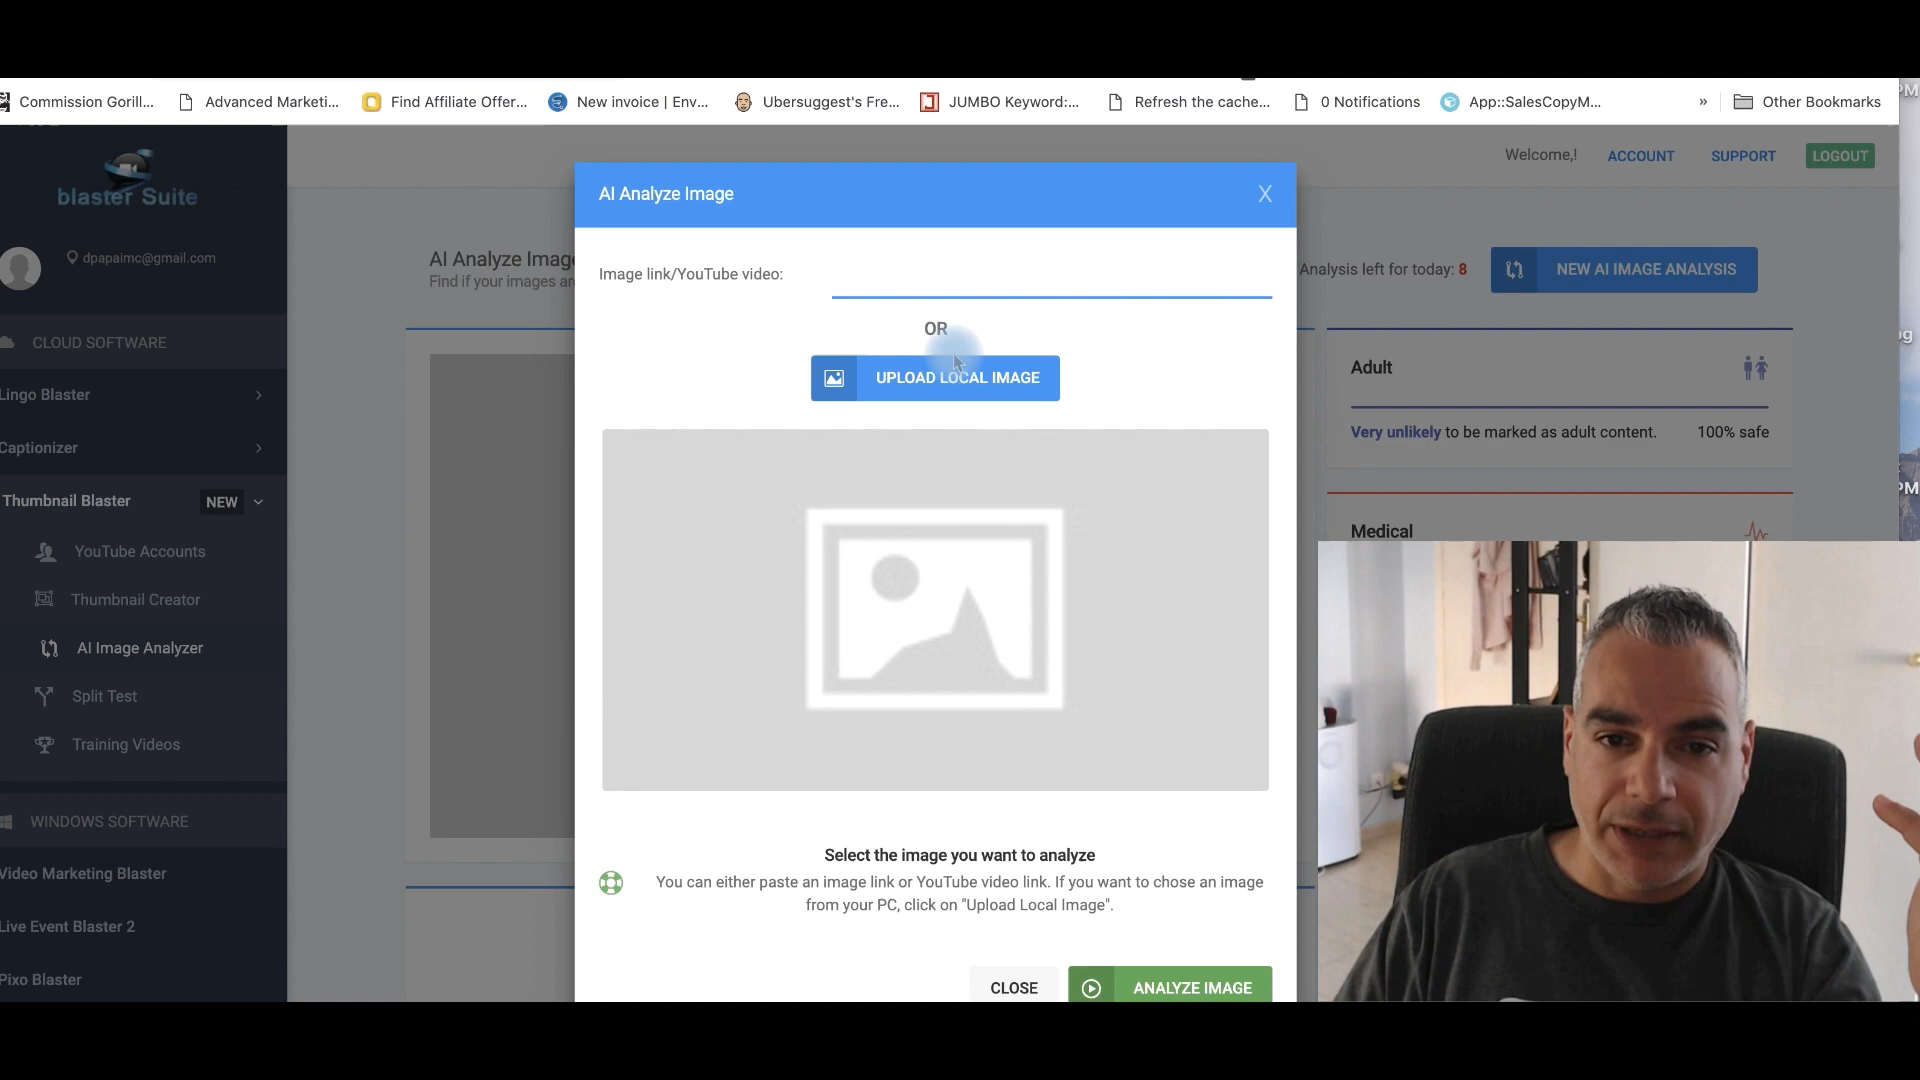 Commission Gorill...
Advanced Marketi...
Find Affiliate Offer...
New invoice | Env...
Ubersuggest's Fre...
JUMBO Keyword:...
Refresh the cache...
0 Notifications
App::SalesCopyM...
»
Other Bookmarks
PM
blaster Suite
Welcome,!
ACCOUNT
SUPPORT
LOGOUT
AI Analyze Image
X
dpapaimc@gmail.com
AI Analyze Image
Find if your images are
Image link/YouTube video:
Analysis left for today: 8
NEW AI IMAGE ANALYSIS
OR
UPLOAD LOCAL IMAGE
CLOUD SOFTWARE
Lingo Blaster
Captionizer
Thumbnail Blaster
NEW
YouTube Accounts
Thumbnail Creator
AI Image Analyzer
Split Test
Training Videos
WINDOWS SOFTWARE
Video Marketing Blaster
Live Event Blaster 2
Pixo Blaster
Adult
Very unlikely to be marked as adult content.
100% safe
Medical
PM
Select the image you want to analyze
You can either paste an image link or YouTube video link. If you want to chose an image
from your PC, click on "Upload Local Image".
CLOSE
ANALYZE IMAGE